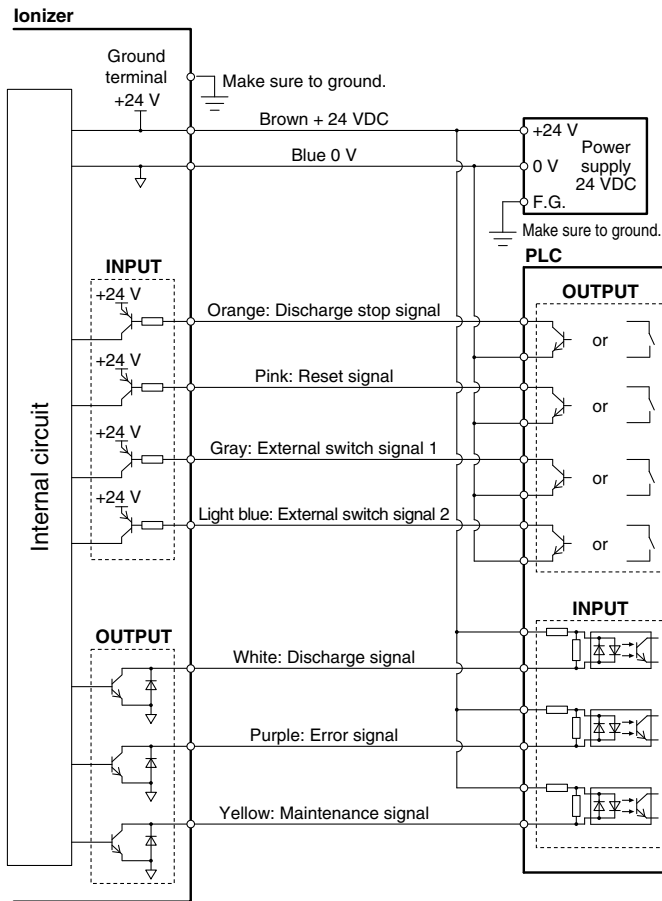 Ionizer
Ground
terminal
+24 V
Make sure to ground.
Brown + 24 VDC
Blue 0 V
+24 V
0 V
F.G.
Power
supply
24 VDC
Make sure to ground.
PLC
INPUT
OUTPUT
+24 V
Orange: Discharge stop signal
or
+24 V
Pink: Reset signal
or
+24 V
Gray: External switch signal 1
or
+24 V
Light blue: External switch signal 2
or
Internal circuit
OUTPUT
INPUT
White: Discharge signal
Purple: Error signal
Yellow: Maintenance signal